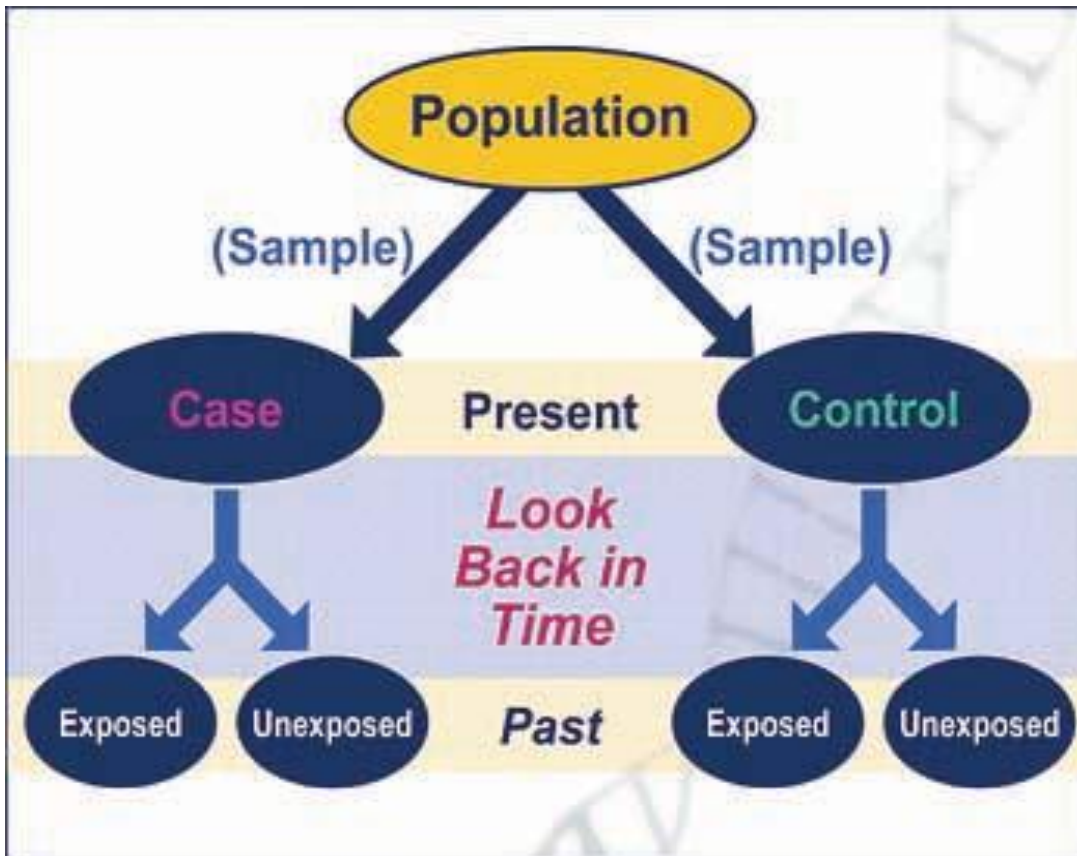 Population
(Sample) (Sample)
Case Present Control
Look
Back in
Time
Exposed Unexposed Past Exposed Unexposed